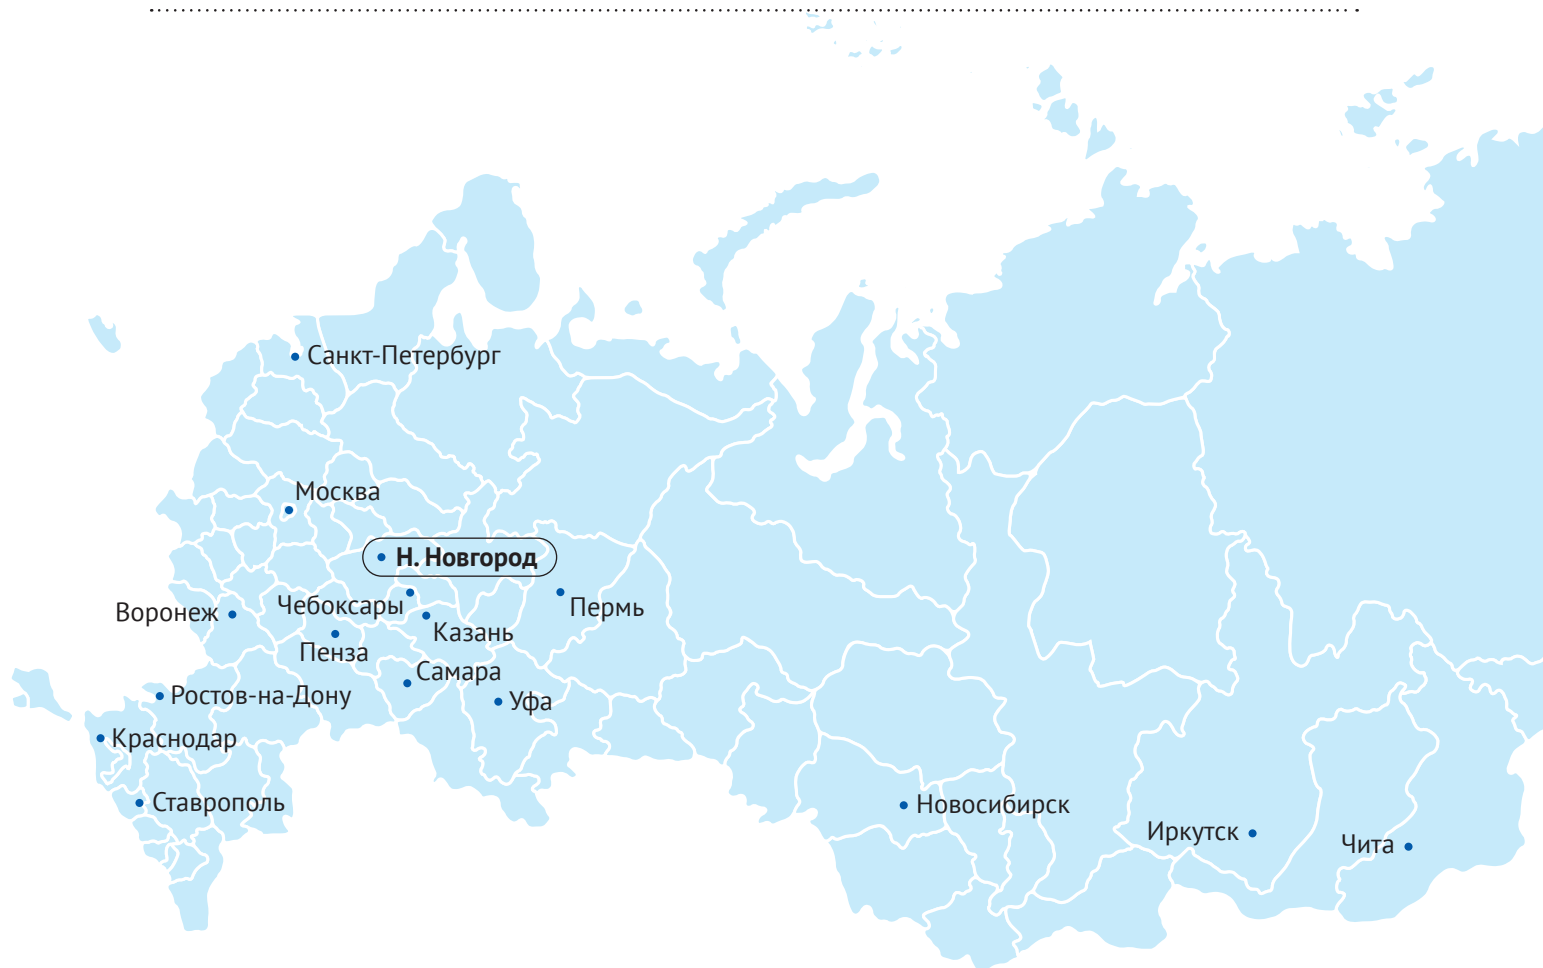 Санкт-Петербург
Москва
Н. Новгород
Воронеж
Чебоксары
Пермь
Казань
Пенза
Самара
Ростов-на-Дону
Уфа
Краснодар
Ставрополь
Новосибирск
Иркутск
Чита